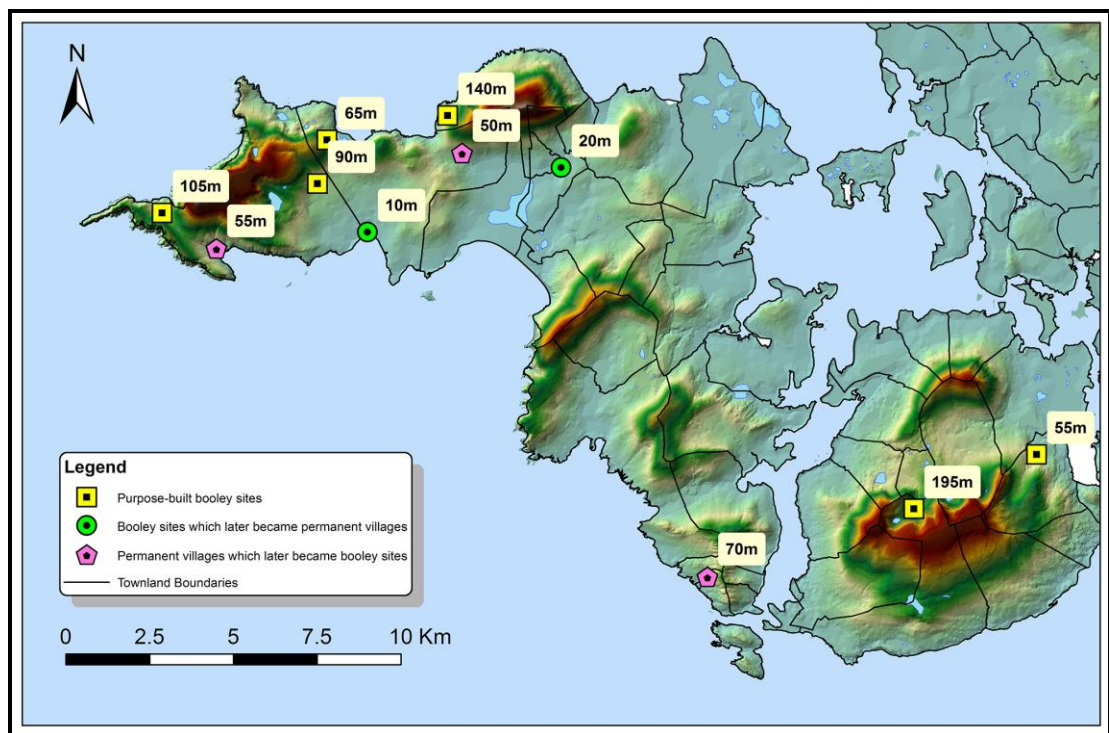 N
140m
65m
50m
20m
90m
105m
10m
55m
55m
195m
70m
Legend
Purpose-built booley sites
Booley sites which later became permanent villages
Permanent villages which later became booley sites
Townland Boundaries
0 2.5 5 7.5 10 Km